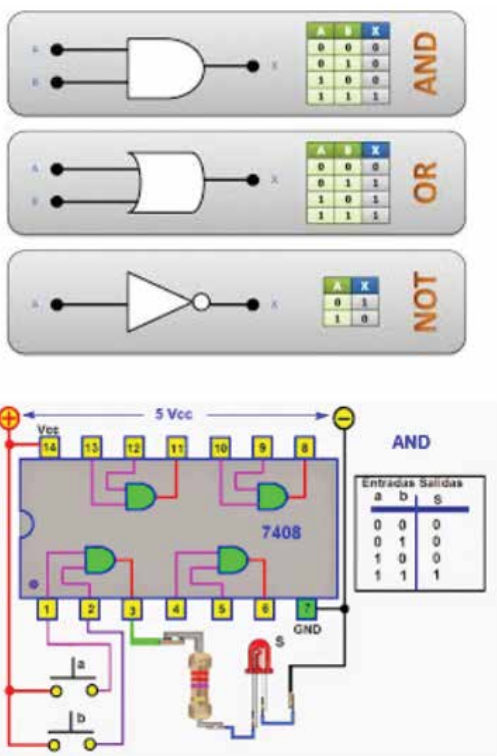 A B X
A 0 0 0
X
0 1 0
B 1 0 0
1 1 1
AND
A B X
A 0 0 0
X
0 1 1
B 1 0 1
1 1 1
OR
A X
A X
0 1
1 0
NOT
5 Vcc
Vcc
14 13 12 11 10 9 8
AND
7408
Entradas Salidas
a b S
0 0 0
0 1 0
1 0 0
1 1 1
1 2 3 4 5 6 7
GND
S
a
b